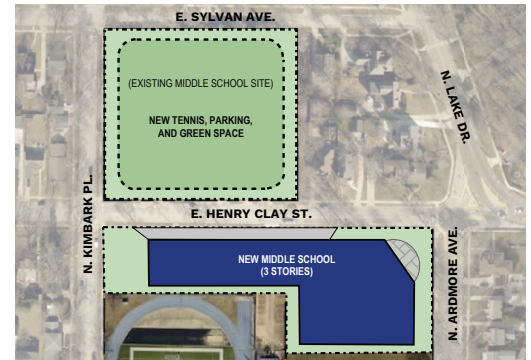 E. SYLVAN AVE.
(EXISTING MIDDLE SCHOOL SITE)
NEW TENNIS, PARKING,
AND GREEN SPACE
N. LAKE DR.
N. KIMBARK PL.
E. HENRY CLAY ST.
NEW MIDDLE SCHOOL
(3 STORIES)
N. ARDMORE AVE.